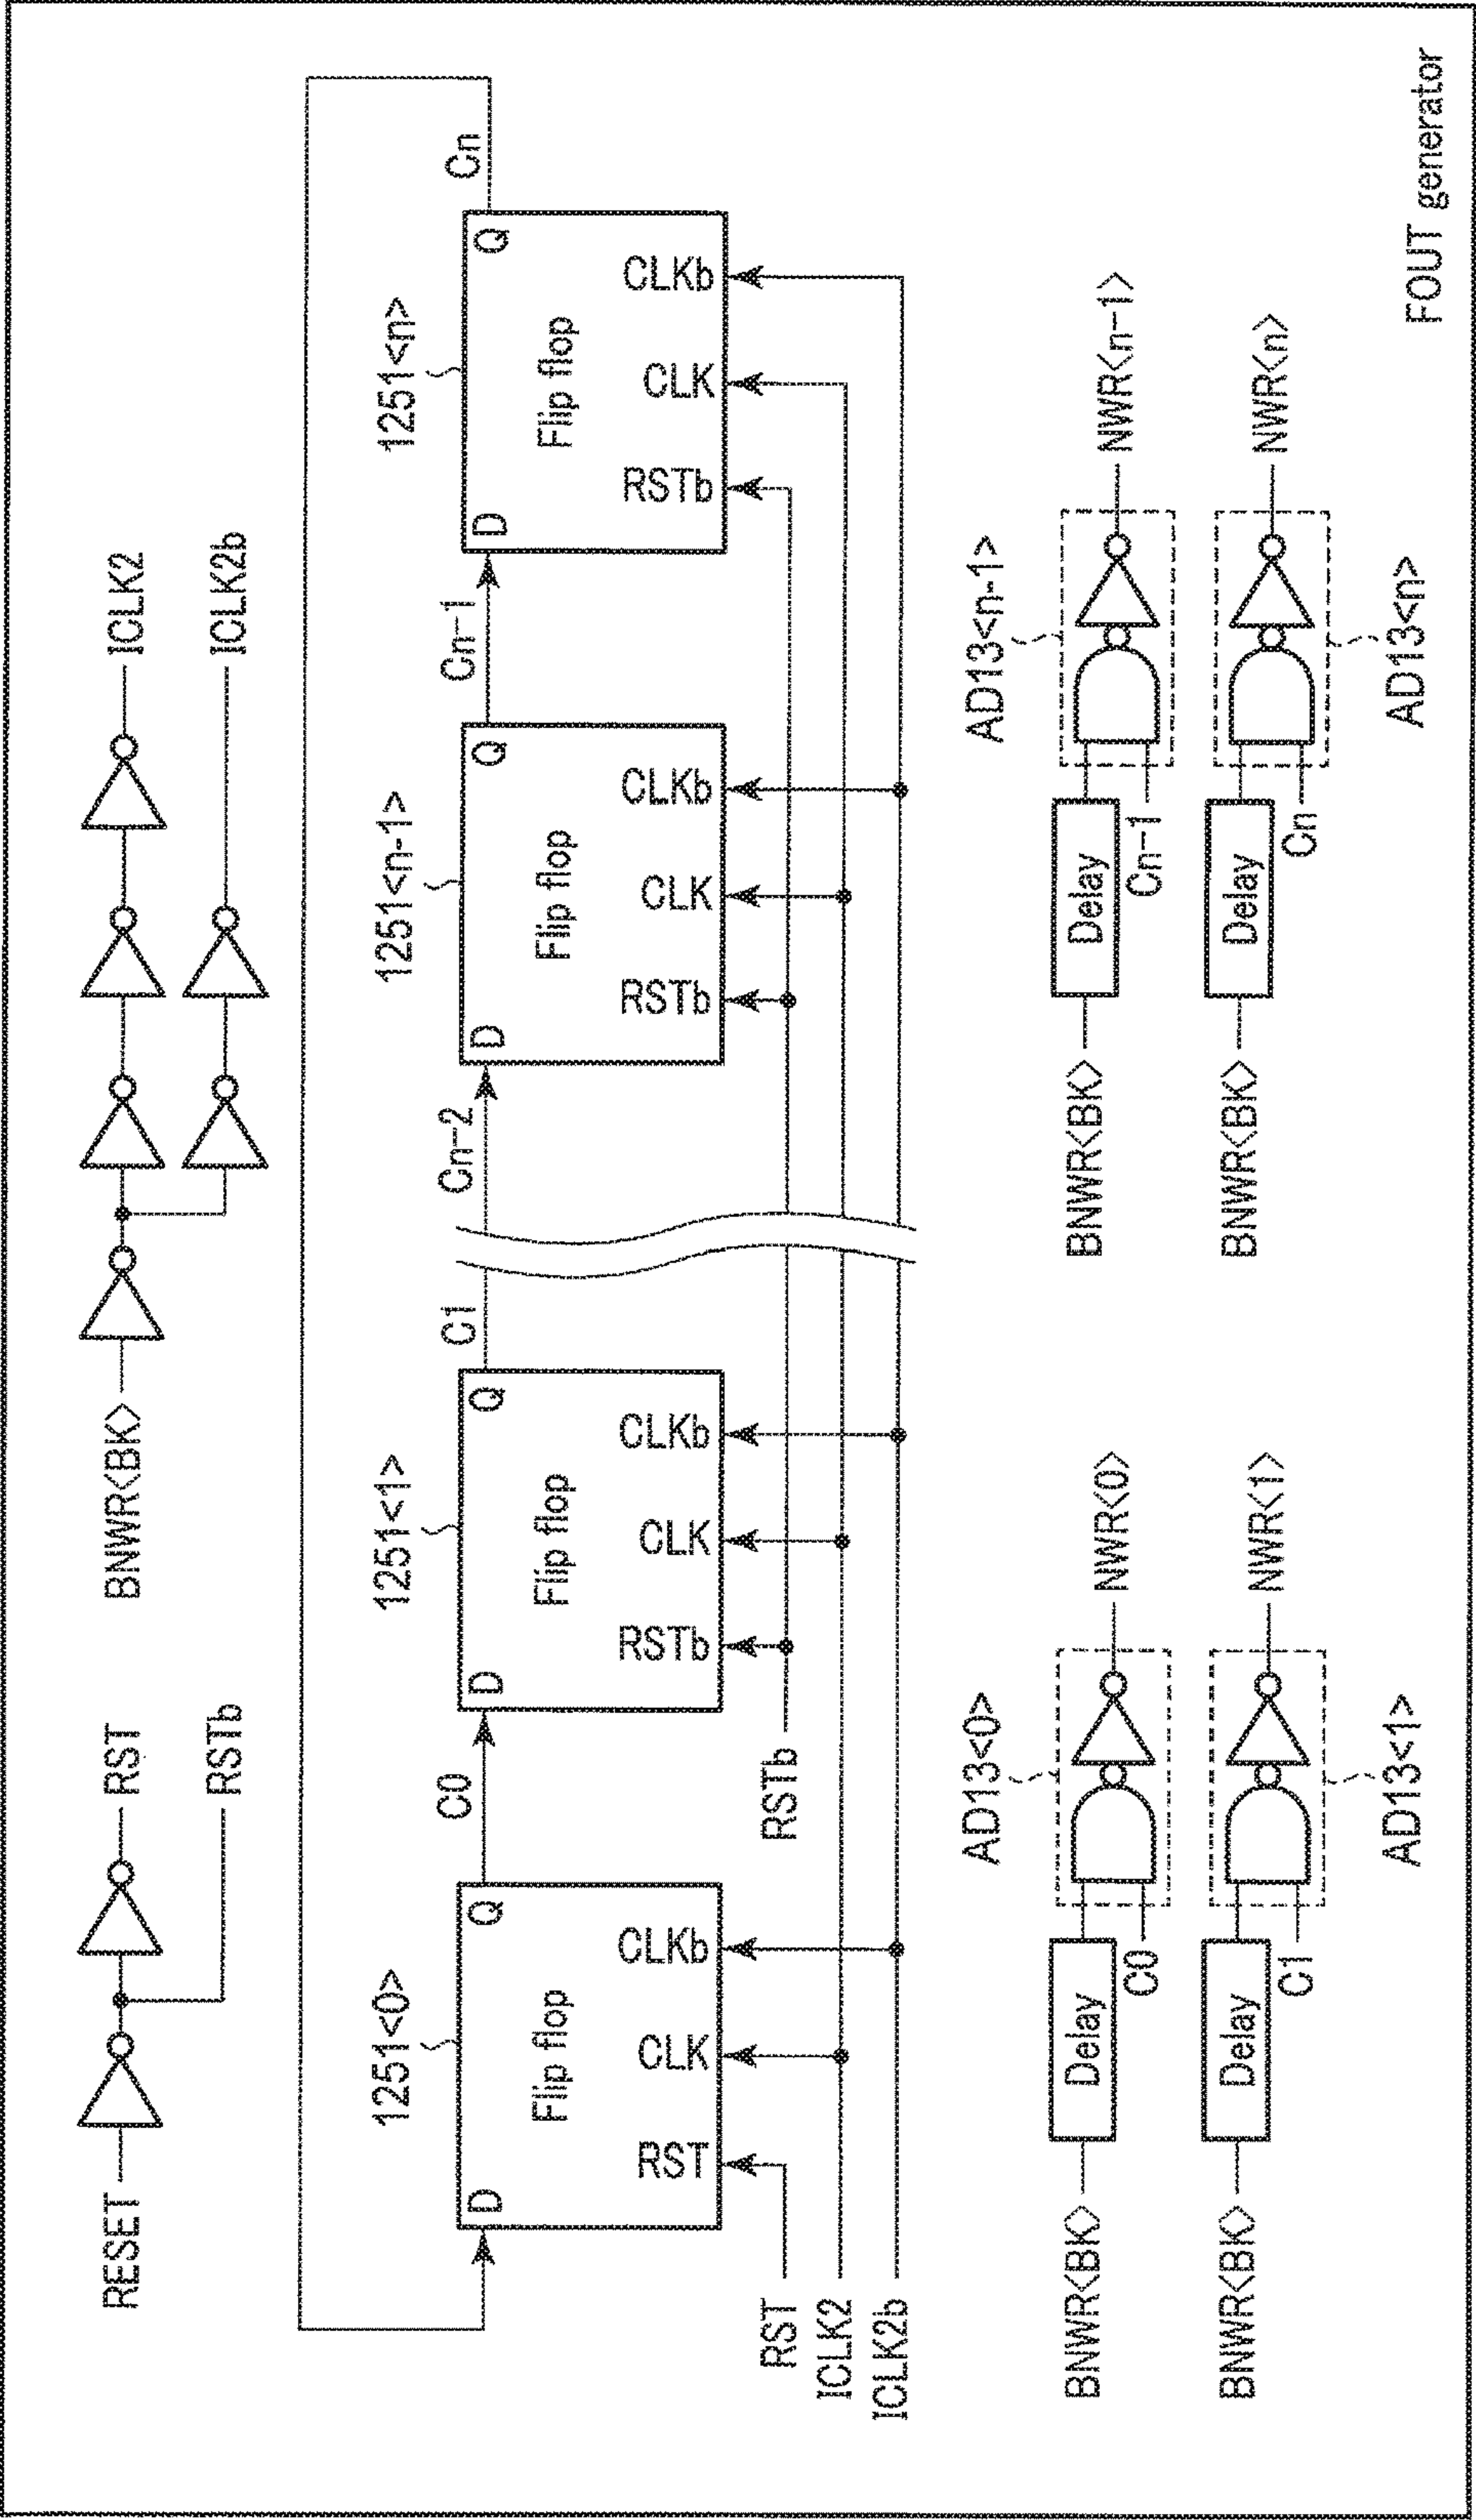 RESET
RST
RSTb
BNWR<BK>
ICLK2
ICLK2b
1251<0>
D
Q
Flip flop
RST
CLK
CLKb
C0
1251<1>
D
Q
Flip flop
RSTb
CLK
CLKb
C1
Cn-2
1251<n-1>
D
Q
Flip flop
RSTb
CLK
CLKb
Cn-1
1251<n>
D
Q
Flip flop
RSTb
CLK
CLKb
Cn
RST
RSTb
ICLK2
ICLK2b
AD13<0>
BNWR<BK>
Delay
C0
NWR<0>
BNWR<BK>
Delay
C1
NWR<1>
AD13<1>
AD13<n-1>
BNWR<BK>
Delay
Cn-1
NWR<n-1>
BNWR<BK>
Delay
Cn
NWR<n>
AD13<n>
FOUT generator